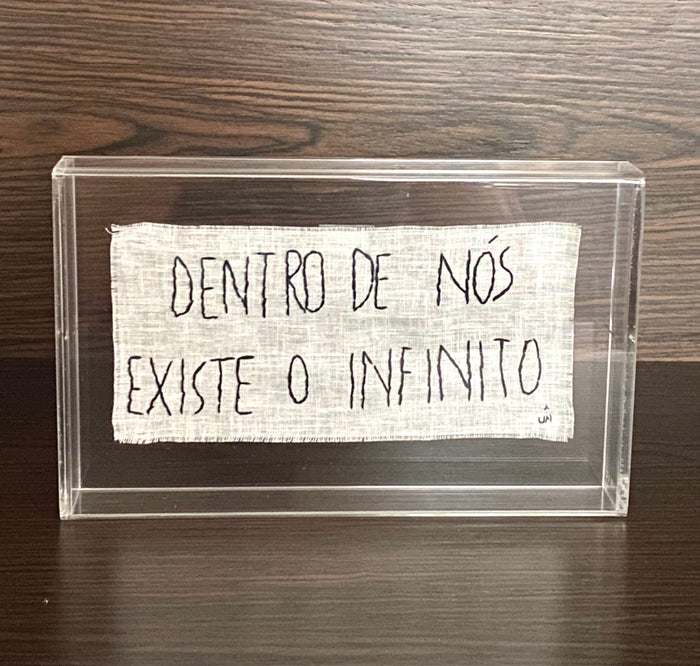 DENTRO DE NÓS
EXISTE O INFINITO